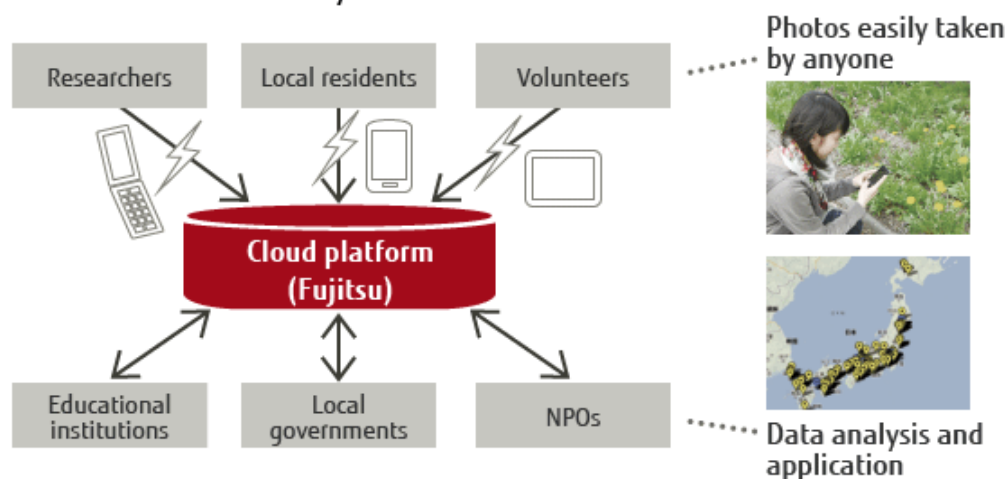 Photos easily taken
by anyone
Researchers
Local residents
Volunteers
Cloud platform
(Fujitsu)
Educational
institutions
Local
governments
NPOs
Data analysis and
application